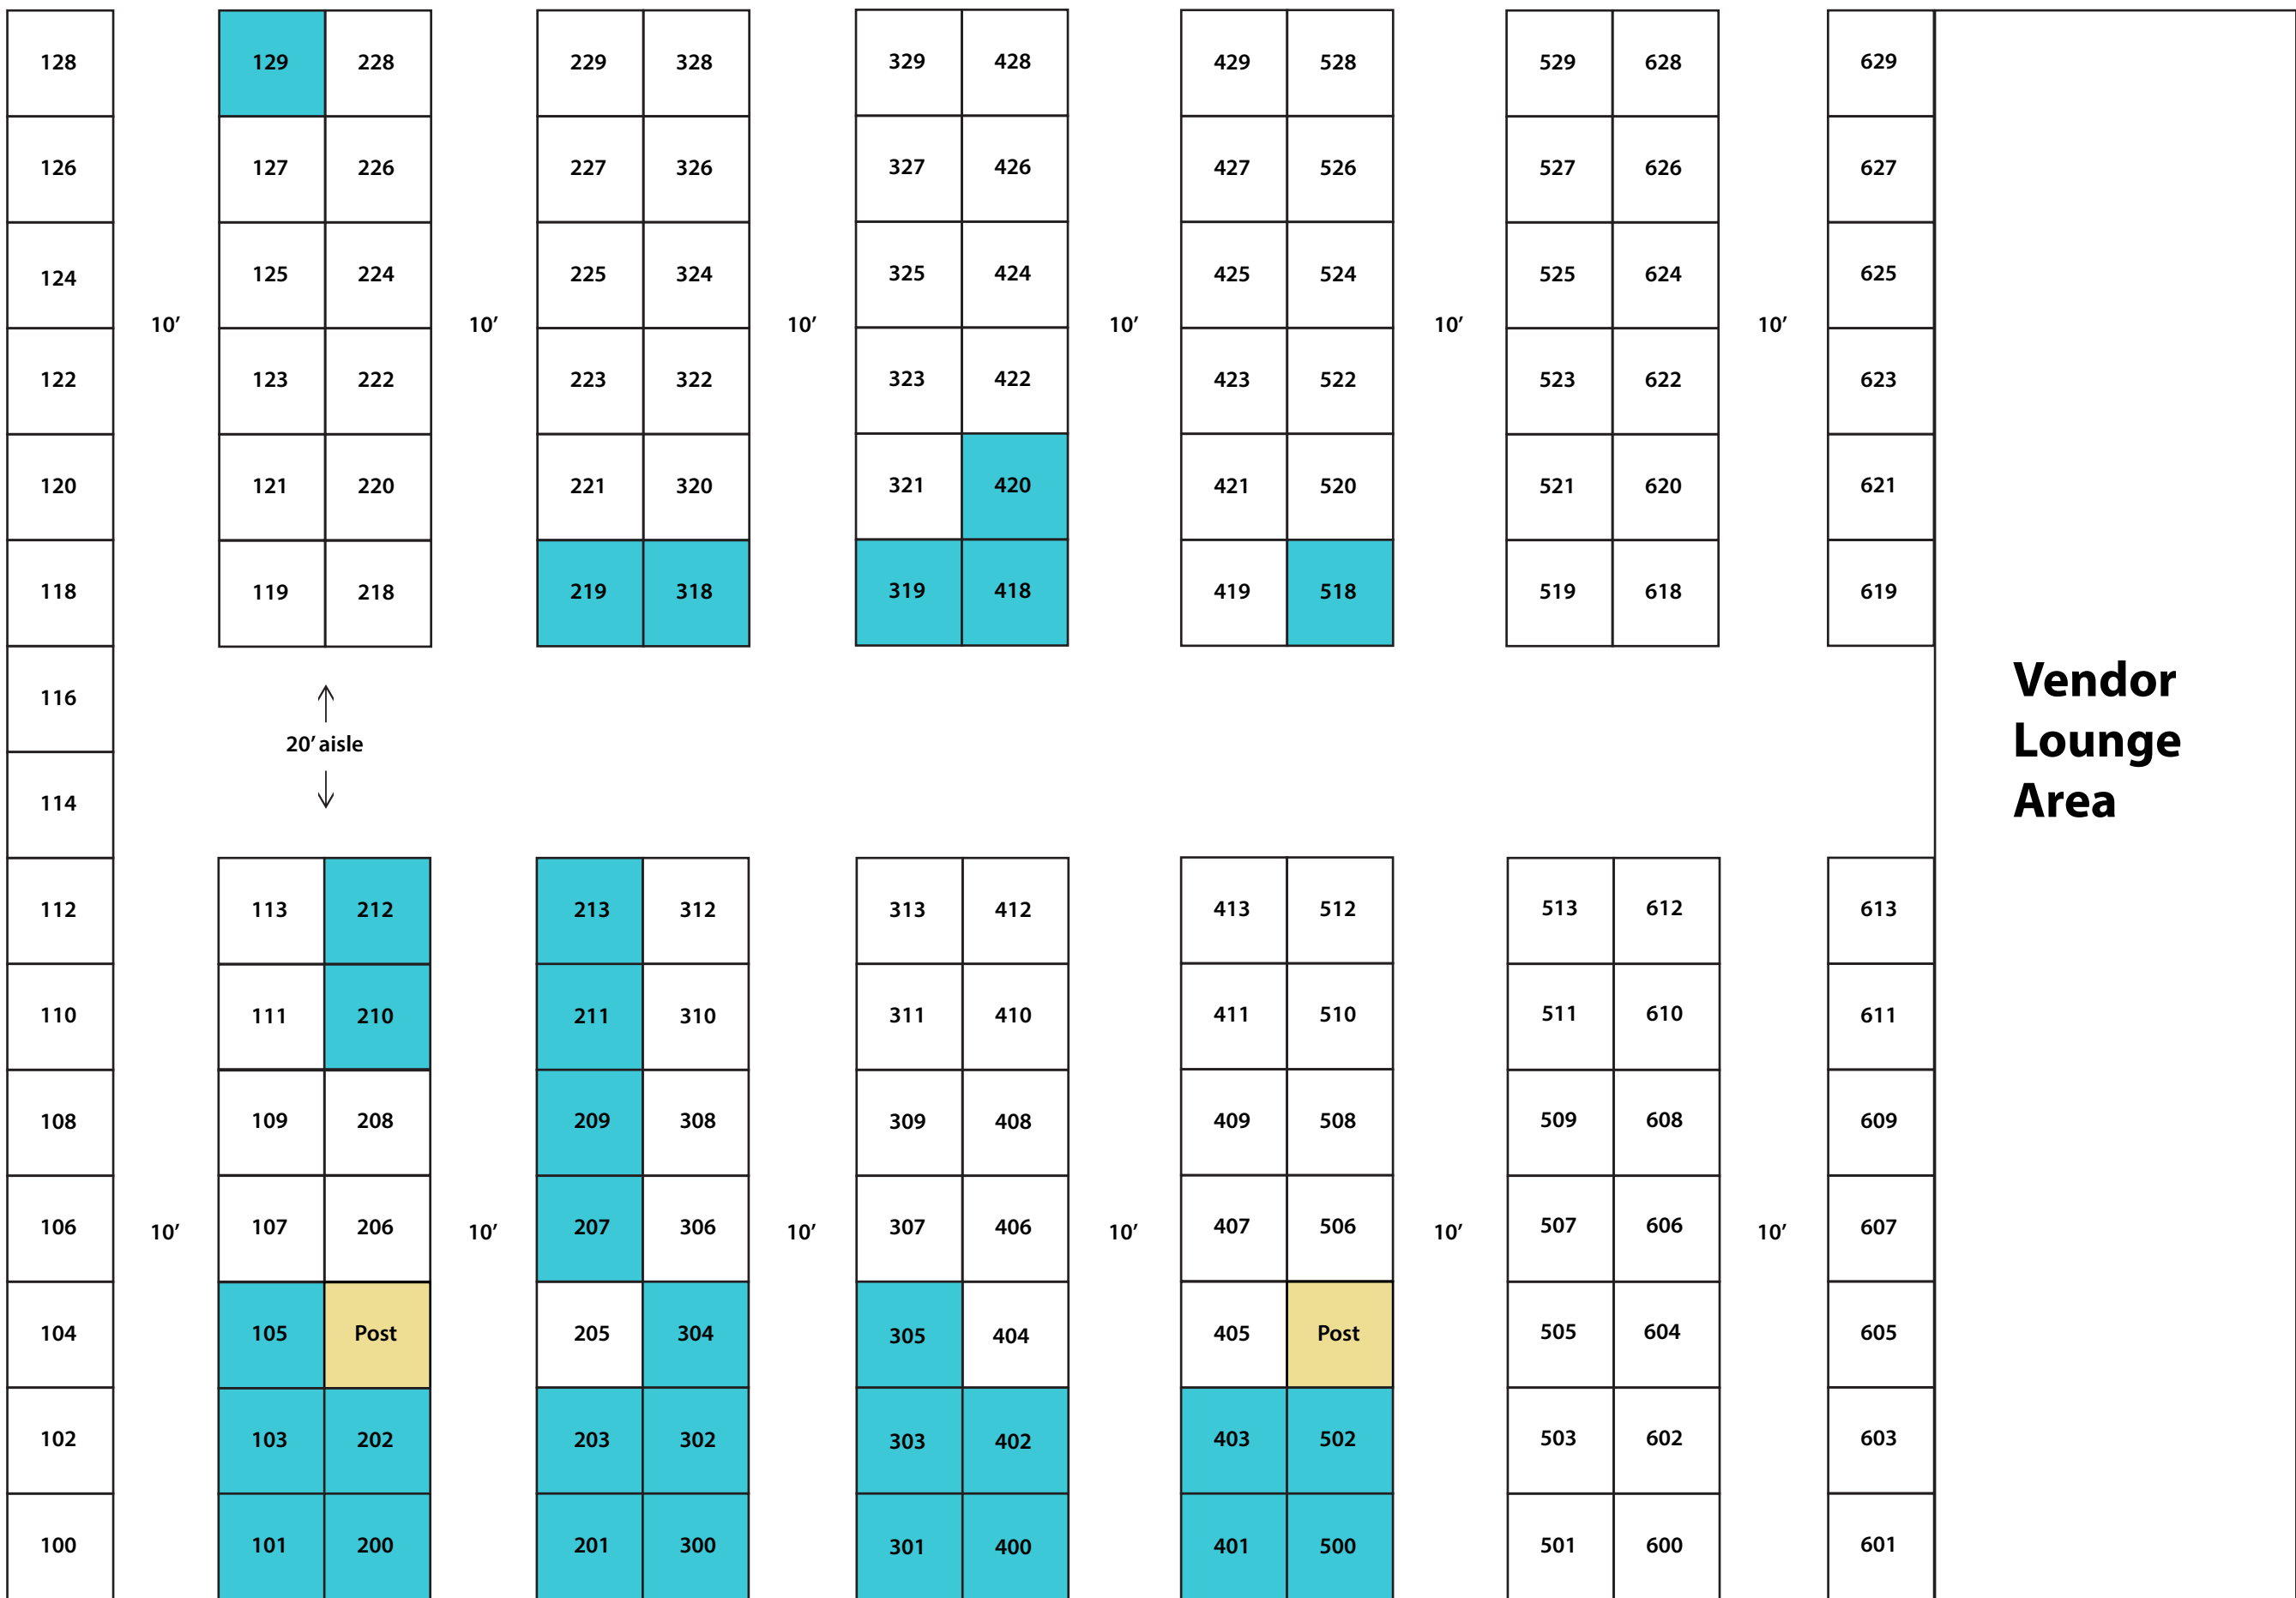 128 129 228 229 328 329 428 429 528 529 628 629
126 127 226 227 326 327 426 427 526 527 626 627
124 125 224 225 324 325 424 425 524 525 624 625
10’ 10’ 10’ 10’ 10’ 10’
122 123 222 223 322 323 422 423 522 523 622 623
120 121 220 221 320 321 420 421 520 521 620 621
118 119 218 219 318 319 418 419 518 519 618 619
116
20’ aisle
114
Vendor
Lounge
Area
112 113 212 213 312 313 412 413 512 513 612 613
110 111 210 211 310 311 410 411 510 511 610 611
108 109 208 209 308 309 408 409 508 509 608 609
106 10’ 107 206 10’ 207 306 10’ 307 406 10’ 407 506 10’ 507 606 10’ 607
104 105 Post 205 304 305 404 405 Post 505 604 605
102 103 202 203 302 303 402 403 502 503 602 603
100 101 200 201 300 301 400 401 500 501 600 601